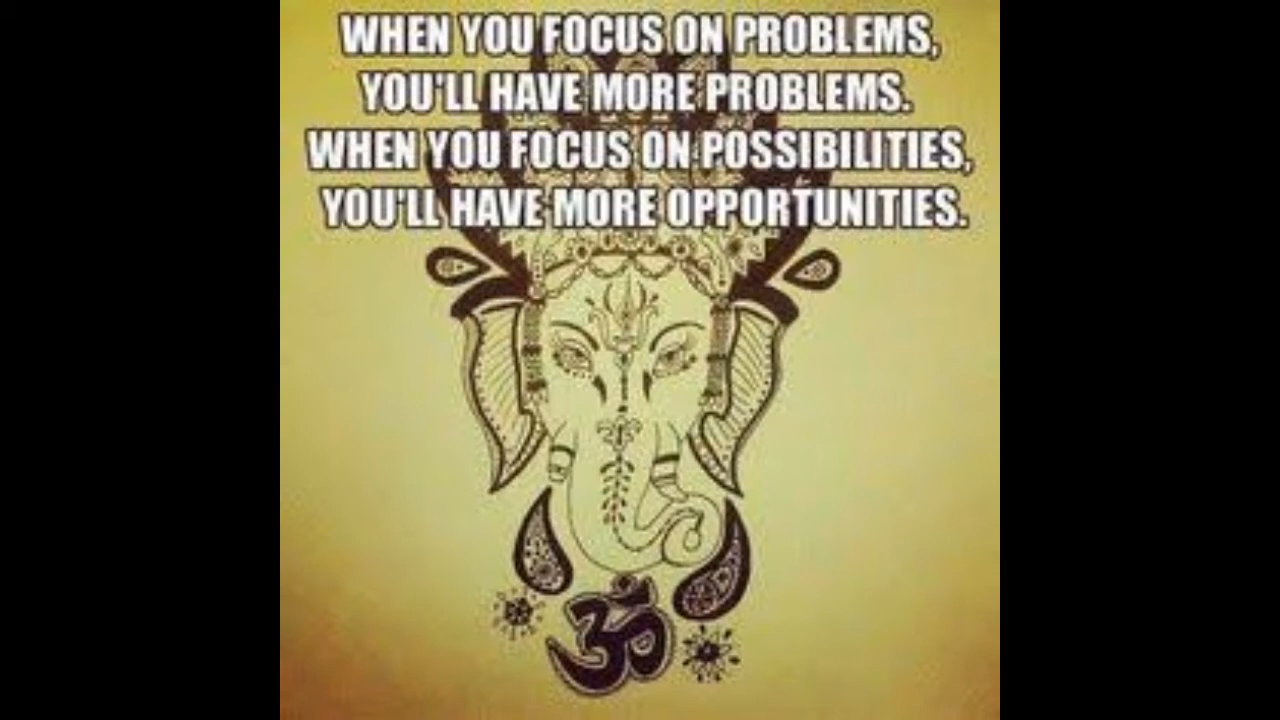 WHEN YOU FOCUS ON PROBLEMS,
YOU'LL HAVE MORE PROBLEMS.
WHEN YOU FOCUS ON POSSIBILITIES,
YOU'LL HAVE MORE OPPORTUNITIES.
ॐ